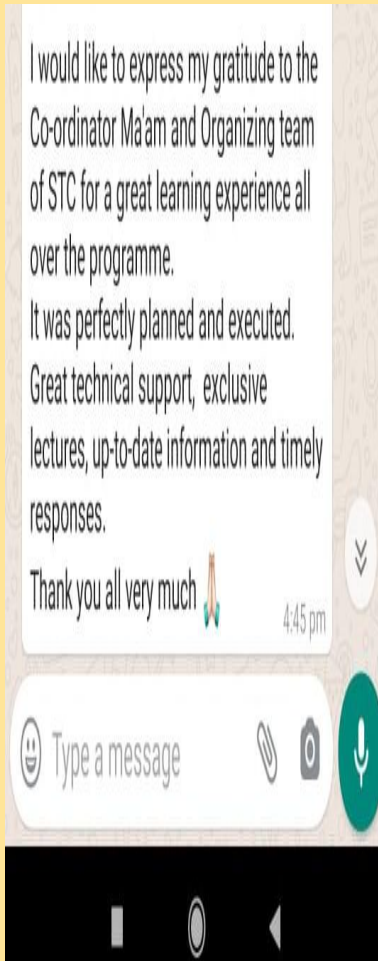 I would like to express my gratitude to the
Co-ordinator Ma'am and Organizing team
of STC for a great learning experience all
over the programme.
It was perfectly planned and executed.
Great technical support, exclusive
lectures, up-to-date information and timely
responses.
Thank you all very much 🙏🏻
4:45 pm
Type a message